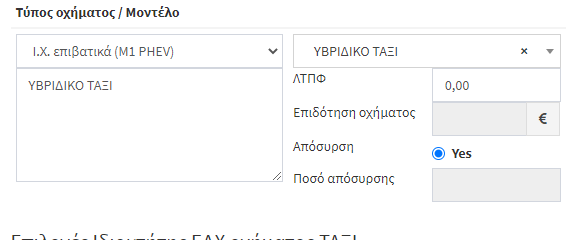 Τύπος οχήματος / Μοντέλο
Ι.Χ. επιβατικά (M1 PHEV)
ΥΒΡΙΔΙΚΟ ΤΑΞΙ ×
ΥΒΡΙΔΙΚΟ ΤΑΞΙ
ΛΤΠΦ 0,00
Επιδότηση οχήματος €
Απόσυρση Yes
Ποσό απόσυρσης